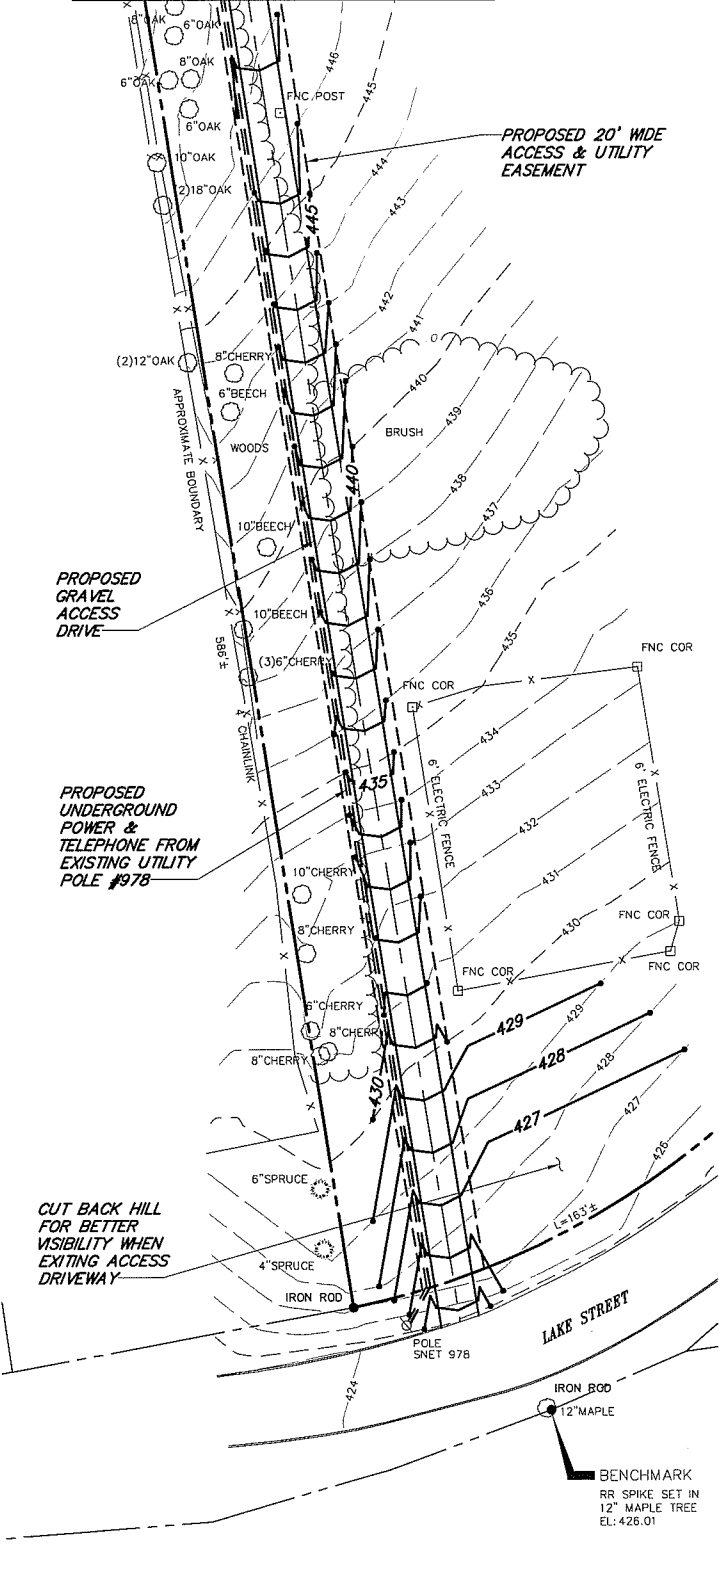 8"OAK
6"OAK
8"OAK
6"OAK
6"OAK
10"OAK
(2)18"OAK
FNC POST
446
445
PROPOSED 20' WIDE
ACCESS & UTILITY
EASEMENT
444
443
445
442
441
(2)12"OAK
8"CHERRY
6"BEECH
WOODS
APPROXIMATE BOUNDARY
440
439
BRUSH
438
437
440
10"BEECH
PROPOSED
GRAVEL
ACCESS
DRIVE
10"BEECH
436
435
586'±
(3)6"CHERRY
FNC COR
FNC COR
4' CHAINLINK
434
433
432
431
430
435
6' ELECTRIC FENCE
6' ELECTRIC FENCE
PROPOSED
UNDERGROUND
POWER &
TELEPHONE FROM
EXISTING UTILITY
POLE #978
10"CHERRY
8"CHERRY
FNC COR
FNC COR
FNC COR
6"CHERRY
8"CHERRY
8"CHERRY
429
428
427
430
429
428
427
426
6"SPRUCE
4"SPRUCE
CUT BACK HILL
FOR BETTER
VISIBILITY WHEN
EXITING ACCESS
DRIVEWAY
L=163'±
IRON ROD
LAKE STREET
POLE
SNET 978
424
IRON ROD
12"MAPLE
BENCHMARK
RR SPIKE SET IN
12" MAPLE TREE
EL: 426.01